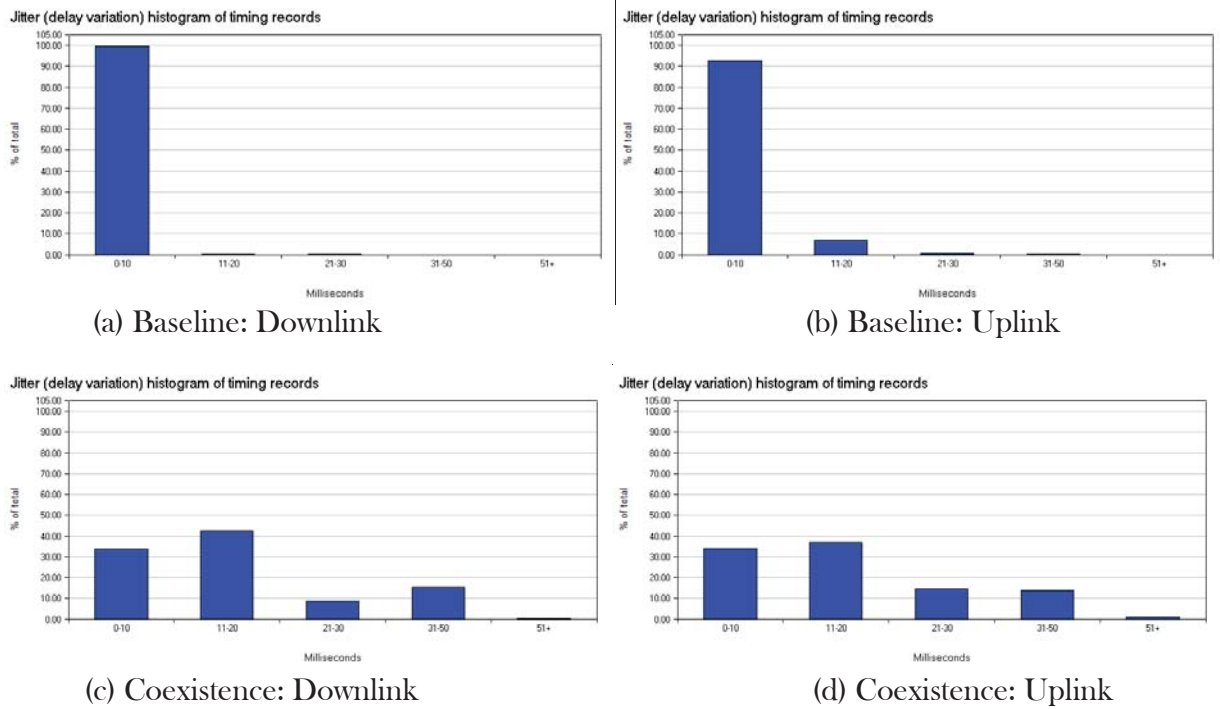 Jitter (delay variation) histogram of timing records
105.00
100.00
90.00
80.00
70.00
60.00
50.00
40.00
30.00
20.00
10.00
0.00
% of total
0-10 11-20 21-30 31-50 51+
Milliseconds
(a) Baseline: Downlink
Jitter (delay variation) histogram of timing records
105.00
100.00
90.00
80.00
70.00
60.00
50.00
40.00
30.00
20.00
10.00
0.00
% of total
0-10 11-20 21-30 31-50 51+
Milliseconds
(b) Baseline: Uplink
Jitter (delay variation) histogram of timing records
105.00
100.00
90.00
80.00
70.00
60.00
50.00
40.00
30.00
20.00
10.00
0.00
% of total
0-10 11-20 21-30 31-50 51+
Milliseconds
(c) Coexistence: Downlink
Jitter (delay variation) histogram of timing records
105.00
100.00
90.00
80.00
70.00
60.00
50.00
40.00
30.00
20.00
10.00
0.00
% of total
0-10 11-20 21-30 31-50 51+
Milliseconds
(d) Coexistence: Uplink